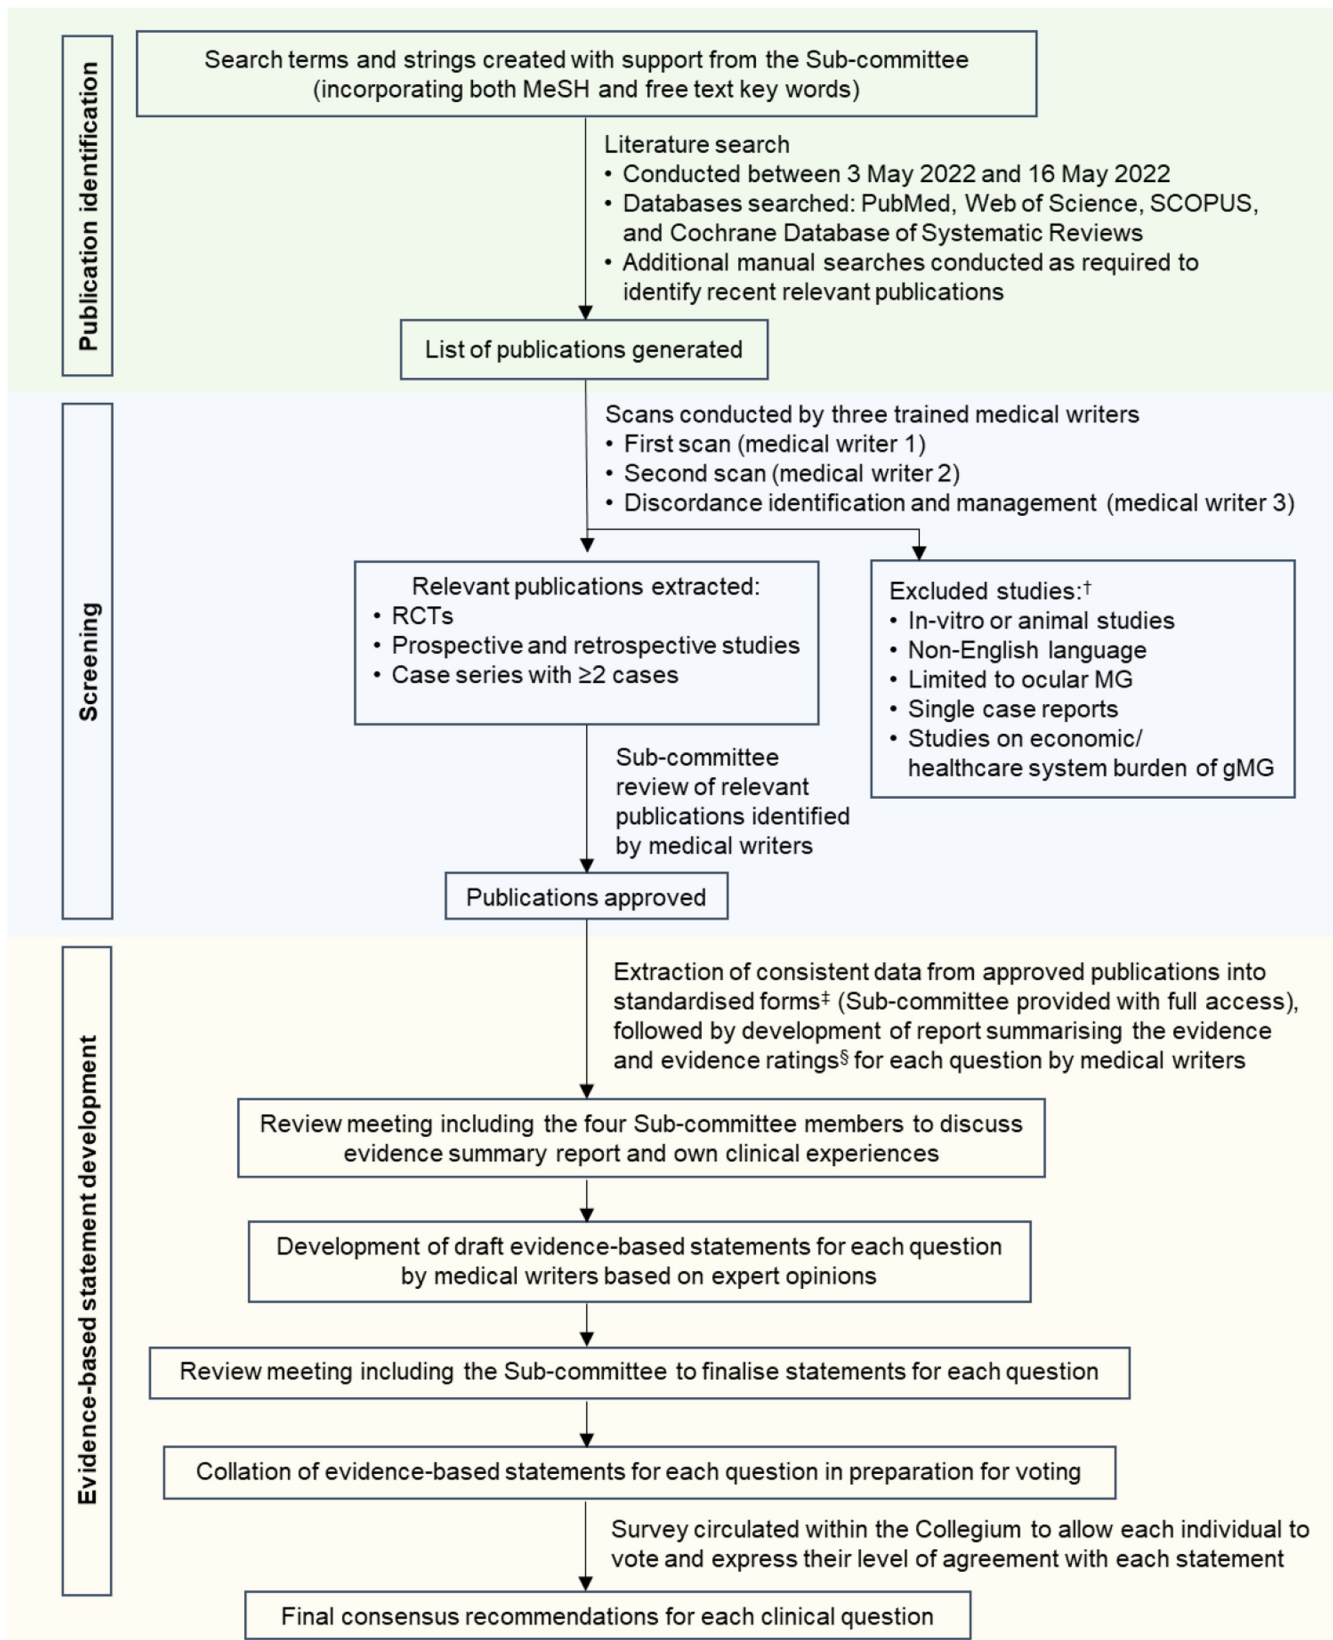 Publication identification
Search terms and strings created with support from the Sub-committee
(incorporating both MeSH and free text key words)
Literature search
• Conducted between 3 May 2022 and 16 May 2022
• Databases searched: PubMed, Web of Science, SCOPUS,
and Cochrane Database of Systematic Reviews
• Additional manual searches conducted as required to
identify recent relevant publications
List of publications generated
Screening
Scans conducted by three trained medical writers
• First scan (medical writer 1)
• Second scan (medical writer 2)
• Discordance identification and management (medical writer 3)
Relevant publications extracted:
• RCTs
• Prospective and retrospective studies
• Case series with ≥2 cases
Excluded studies:†
• In-vitro or animal studies
• Non-English language
• Limited to ocular MG
• Single case reports
• Studies on economic/
healthcare system burden of gMG
Sub-committee
review of relevant
publications identified
by medical writers
Publications approved
Evidence-based statement development
Extraction of consistent data from approved publications into
standardised forms‡ (Sub-committee provided with full access),
followed by development of report summarising the evidence
and evidence ratings§ for each question by medical writers
Review meeting including the four Sub-committee members to discuss
evidence summary report and own clinical experiences
Development of draft evidence-based statements for each question
by medical writers based on expert opinions
Review meeting including the Sub-committee to finalise statements for each question
Collation of evidence-based statements for each question in preparation for voting
Survey circulated within the Collegium to allow each individual to
vote and express their level of agreement with each statement
Final consensus recommendations for each clinical question